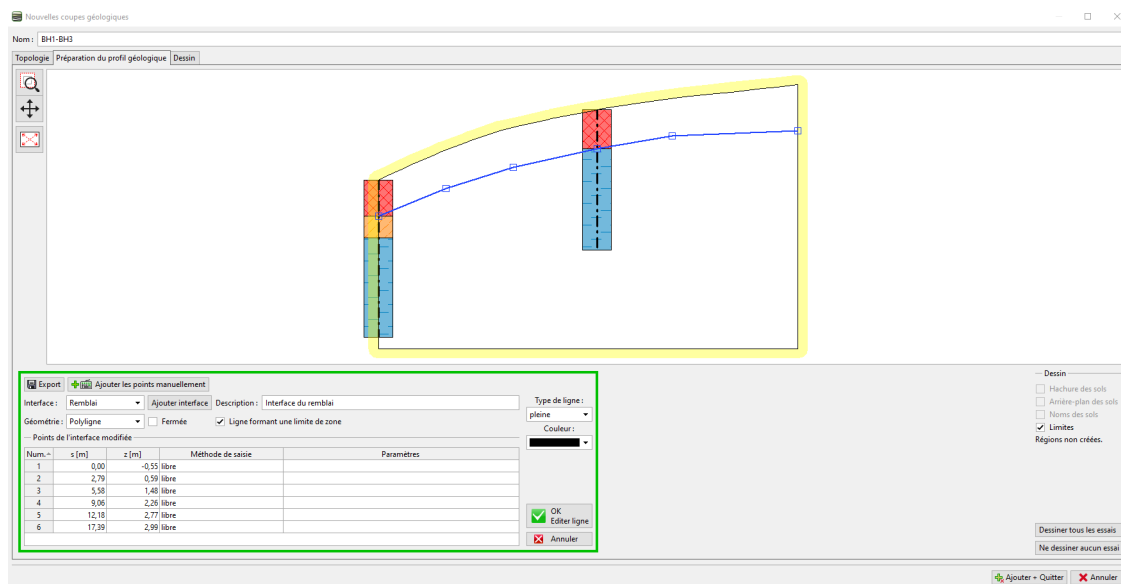 Nouvelles coupes géologiques
Nom : BH1-BH3
Topologie Préparation du profil géologique Dessin
Export Ajouter les points manuellement
Interface : Remblai Ajouter interface Description : Interface du remblai
Géométrie : Polyligne Fermée Ligne formant une limite de zone
Points de l'interface modifiée
Num. s [m] z [m] Méthode de saisie Paramètres
1 0,00 -0,55 libre
2 2,79 0,59 libre
3 5,58 1,48 libre
4 9,06 2,26 libre
5 12,18 2,77 libre
6 17,39 2,99 libre
Type de ligne :
pleine
Couleur :
OK
Editer ligne
Annuler
Dessin
Hachure des sols
Arrière-plan des sols
Noms des sols
Limites
Régions non créées.
Dessiner tous les essais
Ne dessiner aucun essai
Ajouter + Quitter Annuler